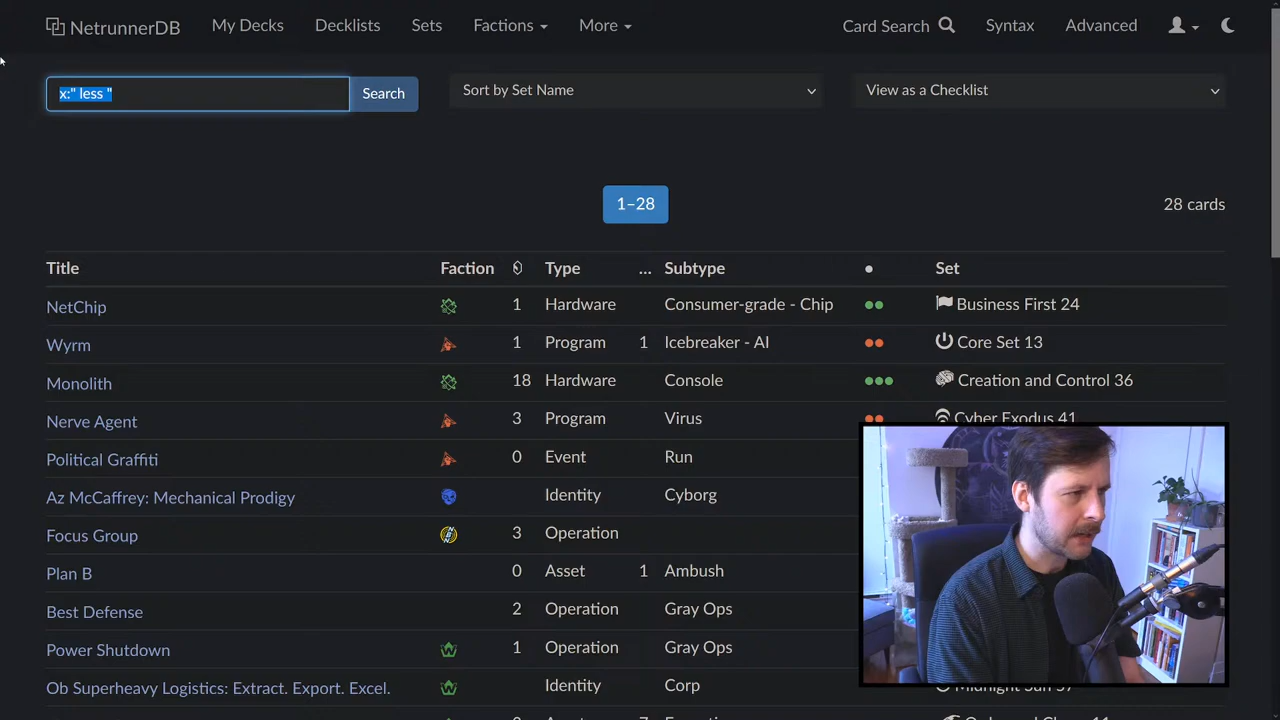 NetrunnerDB My Decks Decklists Sets Factions More Card Search Syntax Advanced
x:" less " Search Sort by Set Name View as a Checklist
1–28 28 cards
Title Faction Type ... Subtype Set
NetChip 1 Hardware Consumer-grade - Chip Business First 24
Wyrm 1 Program 1 Icebreaker - AI Core Set 13
Monolith 18 Hardware Console Creation and Control 36
Nerve Agent 3 Program Virus Cyber Exodus 41
Political Graffiti 0 Event Run
Az McCaffrey: Mechanical Prodigy Identity Cyborg
Focus Group 3 Operation
Plan B 0 Asset 1 Ambush
Best Defense 2 Operation Gray Ops
Power Shutdown 1 Operation Gray Ops
Ob Superheavy Logistics: Extract. Export. Excel. Identity Corp Midnight Sun